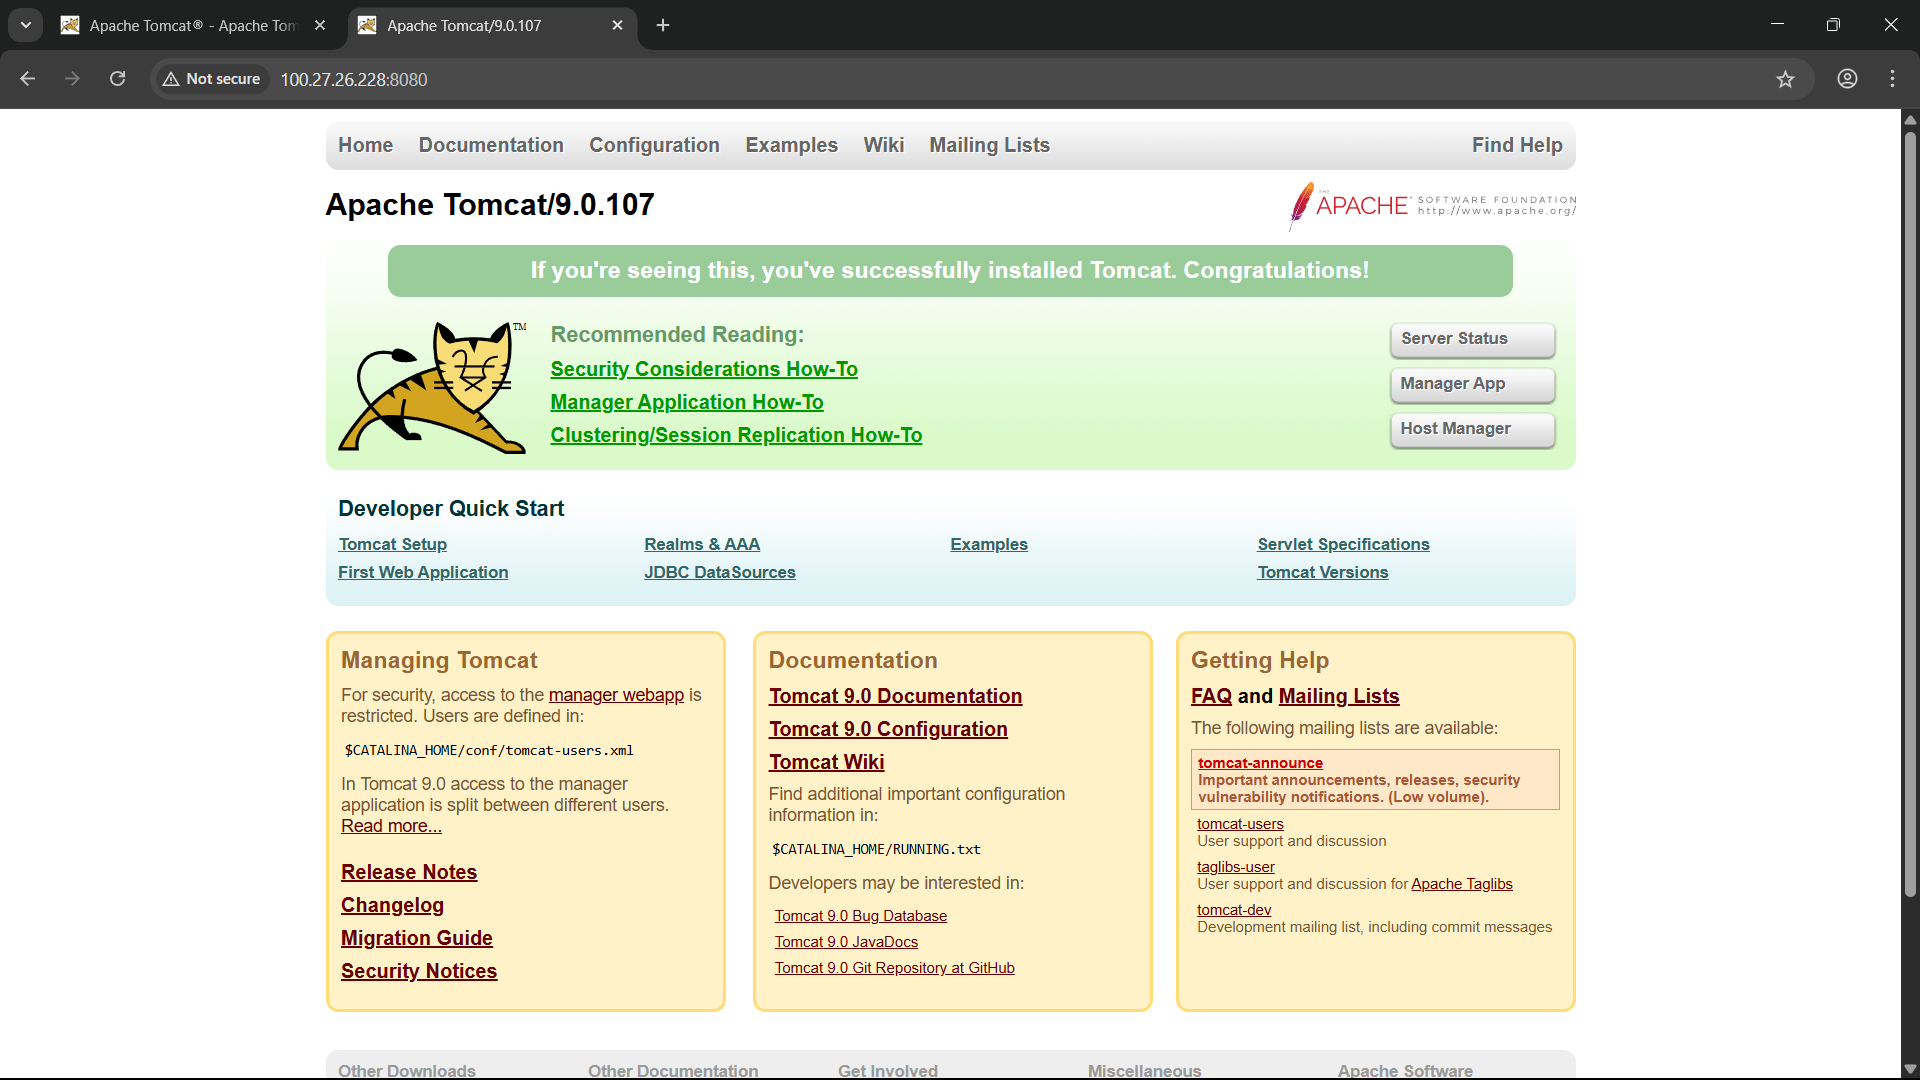 Apache Tomcat® - Apache Tom
Apache Tomcat/9.0.107
Not secure
100.27.26.228:8080
Home Documentation Configuration Examples Wiki Mailing Lists Find Help
Apache Tomcat/9.0.107
THE APACHE® SOFTWARE FOUNDATION
http://www.apache.org/
If you're seeing this, you've successfully installed Tomcat. Congratulations!
TM
Recommended Reading:
Security Considerations How-To
Manager Application How-To
Clustering/Session Replication How-To
Server Status
Manager App
Host Manager
Developer Quick Start
Tomcat Setup
First Web Application
Realms & AAA
JDBC DataSources
Examples
Servlet Specifications
Tomcat Versions
Managing Tomcat
For security, access to the manager webapp is
restricted. Users are defined in:
$CATALINA_HOME/conf/tomcat-users.xml
In Tomcat 9.0 access to the manager
application is split between different users.
Read more...
Release Notes
Changelog
Migration Guide
Security Notices
Documentation
Tomcat 9.0 Documentation
Tomcat 9.0 Configuration
Tomcat Wiki
Find additional important configuration
information in:
$CATALINA_HOME/RUNNING.txt
Developers may be interested in:
Tomcat 9.0 Bug Database
Tomcat 9.0 JavaDocs
Tomcat 9.0 Git Repository at GitHub
Getting Help
FAQ and Mailing Lists
The following mailing lists are available:
tomcat-announce
Important announcements, releases, security
vulnerability notifications. (Low volume).
tomcat-users
User support and discussion
taglibs-user
User support and discussion for Apache Taglibs
tomcat-dev
Development mailing list, including commit messages
Other Downloads Other Documentation Get Involved Miscellaneous Apache Software